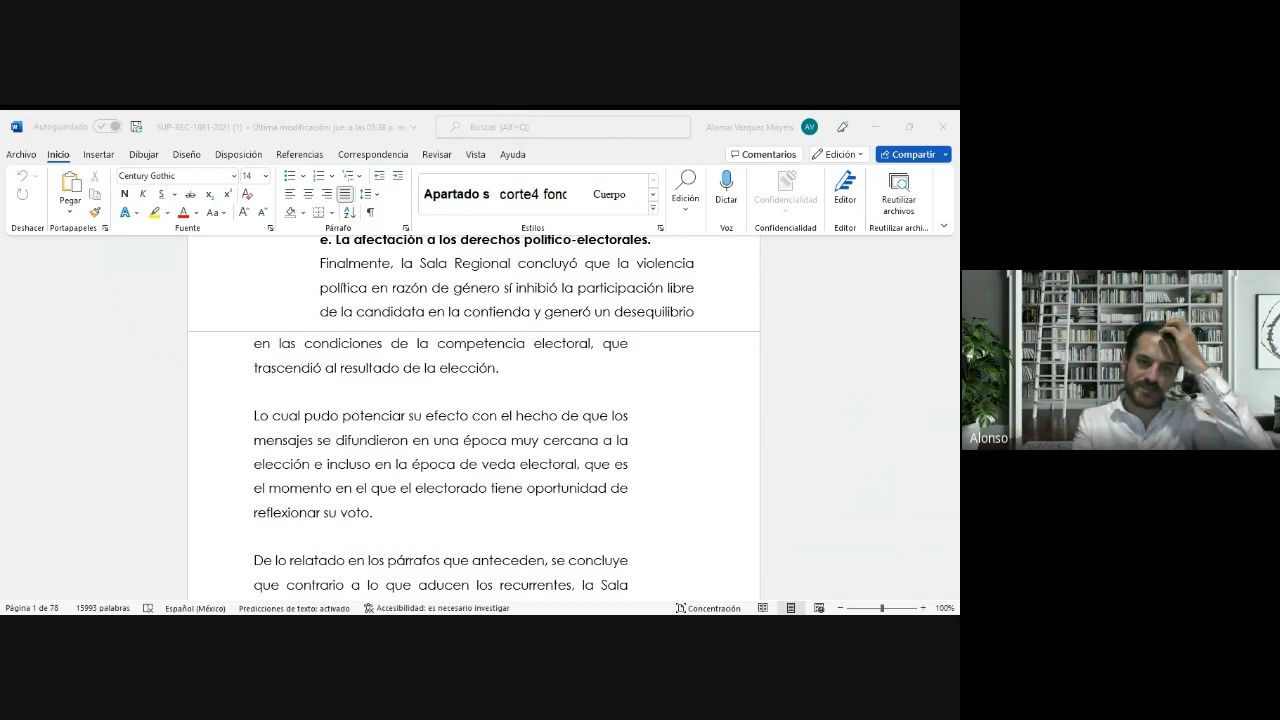 Autoguardado
SUP-REC-1861-2021 (1) • Última modificación: jue. a las 05:38 p. m.
Buscar (Alt+Q)
Alonso Vázquez Moyers
AV
Archivo Inicio Insertar Dibujar Diseño Disposición Referencias Correspondencia Revisar Vista Ayuda
Comentarios Edición Compartir
Pegar
Century Gothic 14
N K S ab x₂ x²
A A Aa A A
Apartado s corte4 fonc Cuerpo
Edición
Dictar
Confidencialidad
Editor
Reutilizar
archivos
Deshacer Portapapeles Fuente Párrafo Estilos Voz Confidencialidad Editor Reutilizar archi...
e. La afectación a los derechos político-electorales.
Finalmente, la Sala Regional concluyó que la violencia
política en razón de género sí inhibió la participación libre
de la candidata en la contienda y generó un desequilibrio
en las condiciones de la competencia electoral, que
trascendió al resultado de la elección.
Lo cual pudo potenciar su efecto con el hecho de que los
mensajes se difundieron en una época muy cercana a la
elección e incluso en la época de veda electoral, que es
el momento en el que el electorado tiene oportunidad de
reflexionar su voto.
De lo relatado en los párrafos que anteceden, se concluye
que contrario a lo que aducen los recurrentes, la Sala
Página 1 de 78 15993 palabras Español (México) Predicciones de texto: activado Accesibilidad: es necesario investigar Concentración 100%
Alonso